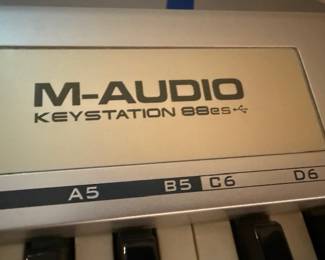 M-AUDIO
KEYSTATION 88es
A5 B5 C6 D6